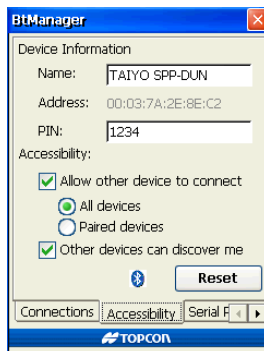 BtManager
Device Information
Name: TAIYO SPP-DUN
Address: 00:03:7A:2E:8E:C2
PIN: 1234
Accessibility:
Allow other device to connect
All devices
Paired devices
Other devices can discover me
Reset
Connections Accessibility Serial
TOPCON